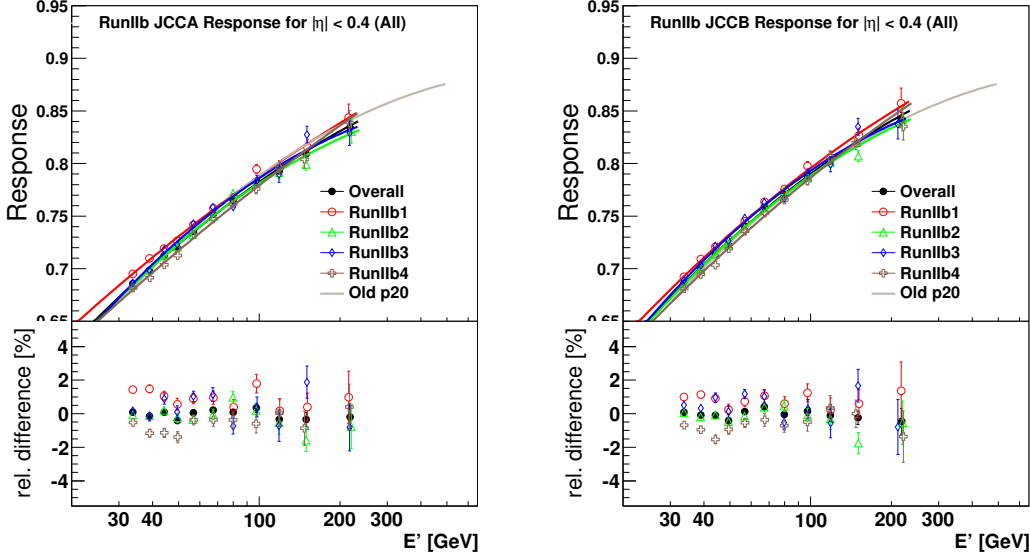 RunIIb JCCA Response for |η| < 0.4 (All)
0.95
0.9
0.85
0.8
0.75
0.7
0.65
Response
Overall
RunIIb1
RunIIb2
RunIIb3
RunIIb4
Old p20
4
2
0
-2
-4
rel. difference [%]
30 40 100 200 300
E' [GeV]
RunIIb JCCB Response for |η| < 0.4 (All)
0.95
0.9
0.85
0.8
0.75
0.7
0.65
Response
Overall
RunIIb1
RunIIb2
RunIIb3
RunIIb4
Old p20
4
2
0
-2
-4
rel. difference [%]
30 40 100 200 300
E' [GeV]